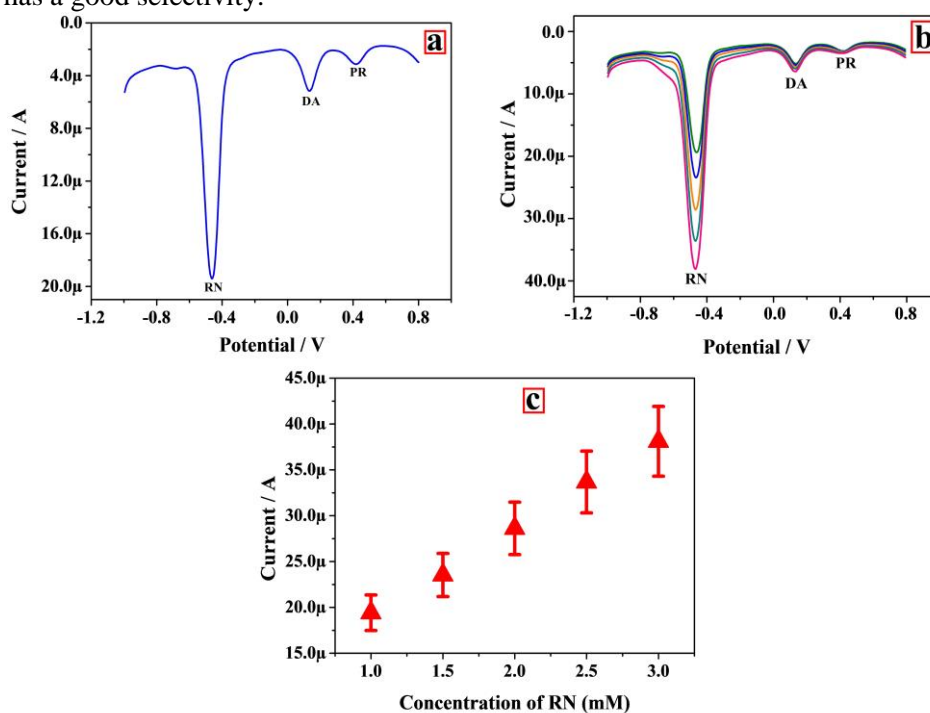 has a good selectivity.
a
0.0
4.0μ
8.0μ
12.0μ
16.0μ
20.0μ
Current / A
RN
DA
PR
-1.2
-0.8
-0.4
0.0
0.4
0.8
Potential / V
b
0.0
10.0μ
20.0μ
30.0μ
40.0μ
Current / A
RN
DA
PR
-1.2
-0.8
-0.4
0.0
0.4
0.8
Potential / V
c
45.0μ
40.0μ
35.0μ
30.0μ
25.0μ
20.0μ
15.0μ
Current / A
1.0
1.5
2.0
2.5
3.0
Concentration of RN (mM)